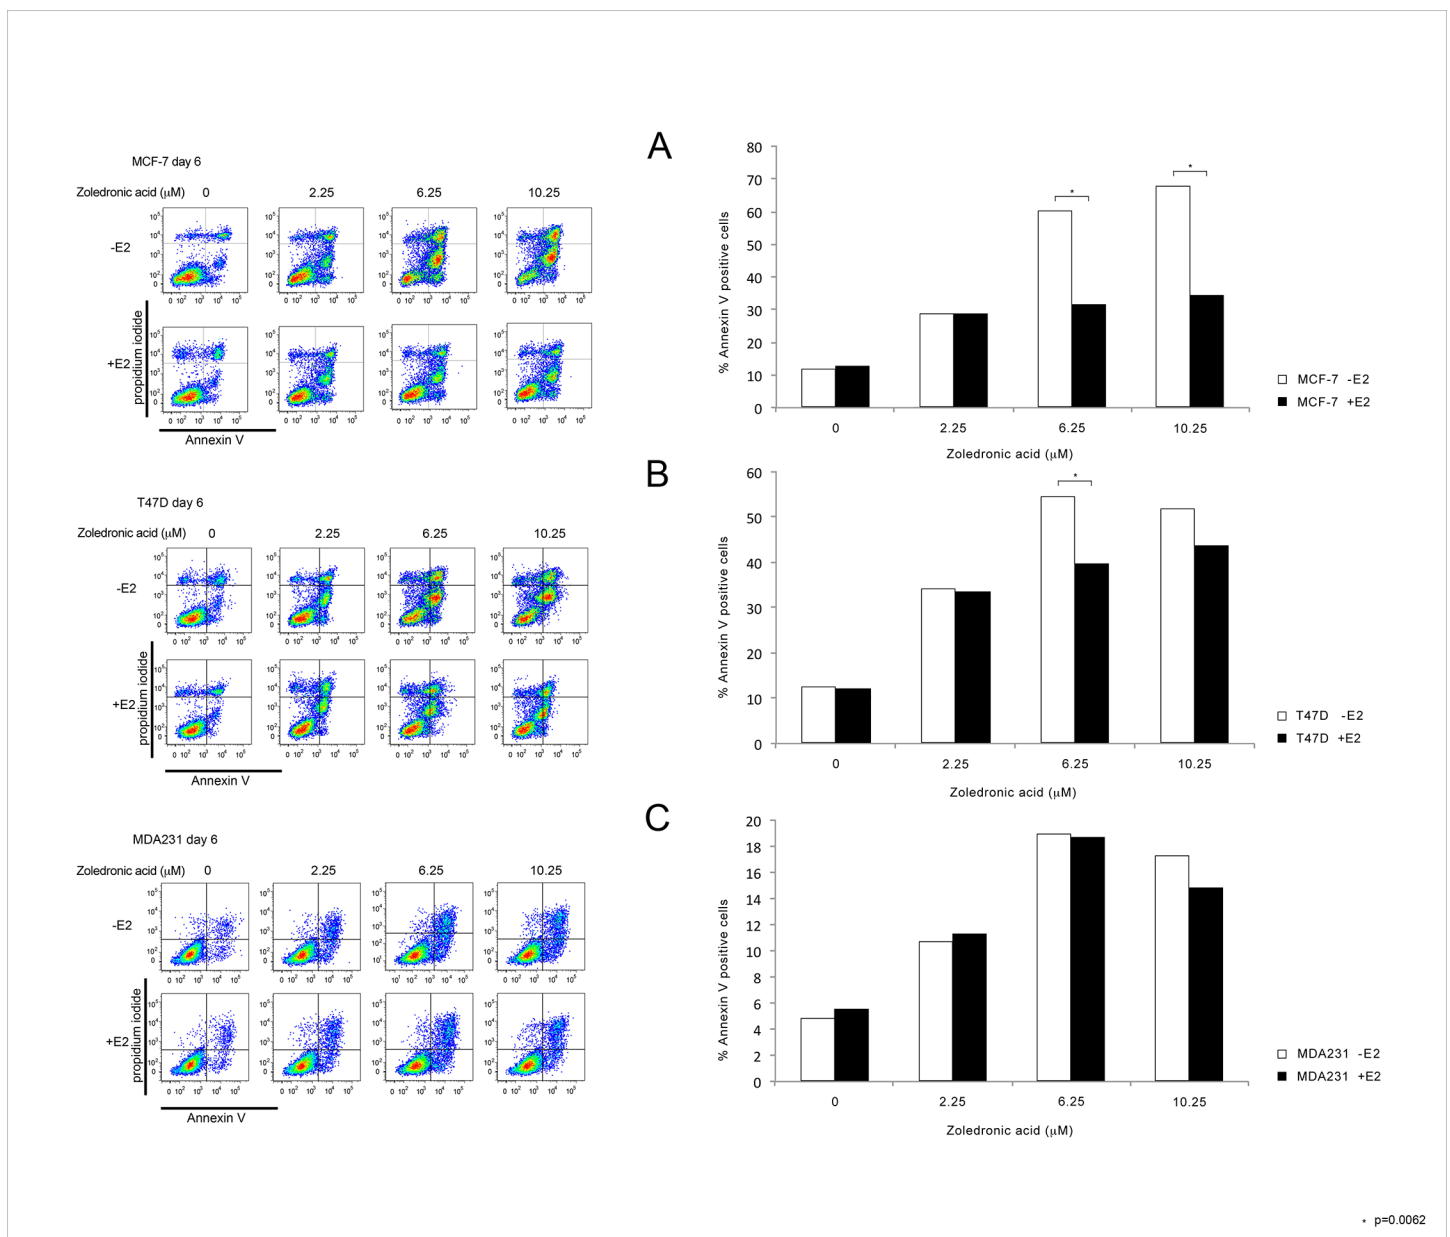 A
MCF-7 day 6
Zoledronic acid (μM) 0 2.25 6.25 10.25
-E2
+E2
propidium iodide
Annexin V
% Annexin V positive cells
80
70
60
50
40
30
20
10
0
0 2.25 6.25 10.25
Zoledronic acid (μM)
* *
MCF-7 -E2
MCF-7 +E2
B
T47D day 6
Zoledronic acid (μM) 0 2.25 6.25 10.25
-E2
+E2
propidium iodide
Annexin V
% Annexin V positive cells
60
50
40
30
20
10
0
0 2.25 6.25 10.25
Zoledronic acid (μM)
*
T47D -E2
T47D +E2
C
MDA231 day 6
Zoledronic acid (μM) 0 2.25 6.25 10.25
-E2
+E2
propidium iodide
Annexin V
% Annexin V positive cells
20
18
16
14
12
10
8
6
4
2
0
0 2.25 6.25 10.25
Zoledronic acid (μM)
MDA231 -E2
MDA231 +E2
* p=0.0062